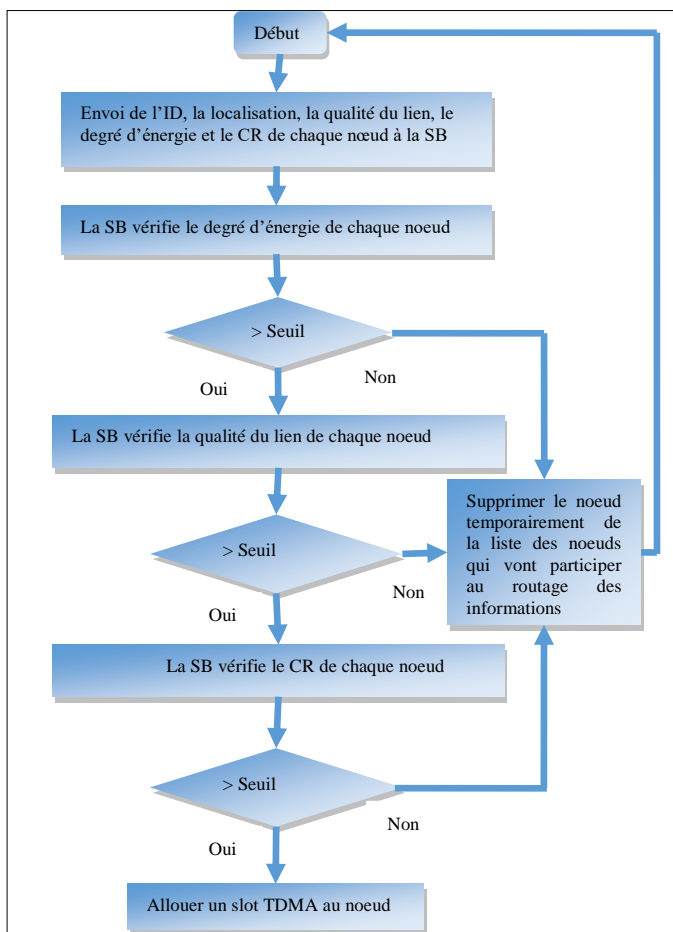 Début
Envoi de l'ID, la localisation, la qualité du lien, le
degré d'énergie et le CR de chaque nœud à la SB
La SB vérifie le degré d'énergie de chaque noeud
> Seuil
Oui
Non
La SB vérifie la qualité du lien de chaque noeud
> Seuil
Oui
Non
Supprimer le noeud
temporairement de
la liste des noeuds
qui vont participer
au routage des
informations
La SB vérifie le CR de chaque noeud
> Seuil
Oui
Non
Allouer un slot TDMA au noeud